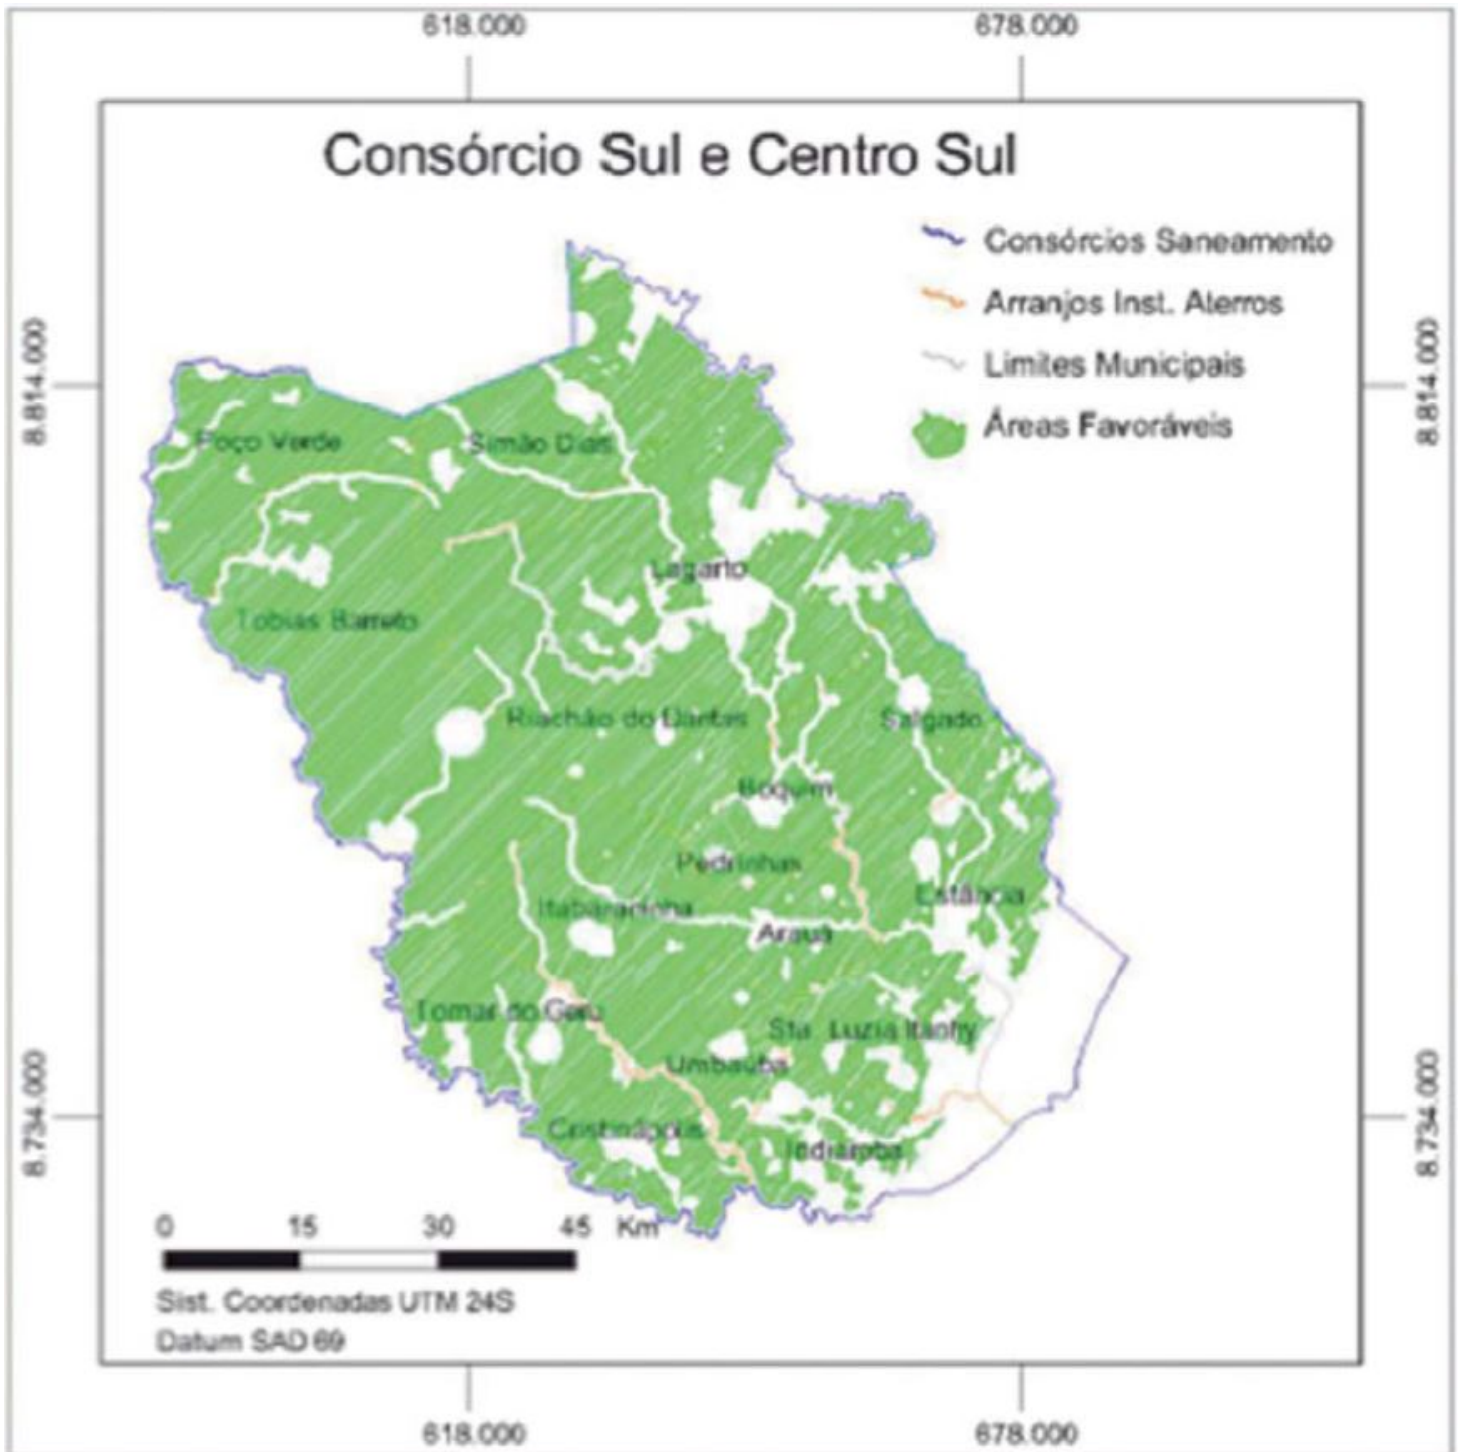 618.000 678.000
Consórcio Sul e Centro Sul
Consórcios Saneamento
Arranjos Inst. Aterros
Limites Municipais
Áreas Favoráveis
8.814.000 8.814.000
Poço Verde Simão Dias
Lagarto
Tobias Barreto
Riachão do Dantas Salgado
Boquim
Pedrinhas
Estância
Itabaianinha
Arauá
Tomar do Geru
Sta. Luzia Itanhy
Umbaúba
8.734.000 8.734.000
Cristinápolis
Indiaroba
0 15 30 45 Km
Sist. Coordenadas UTM 24S
Datum SAD 69
618.000 678.000